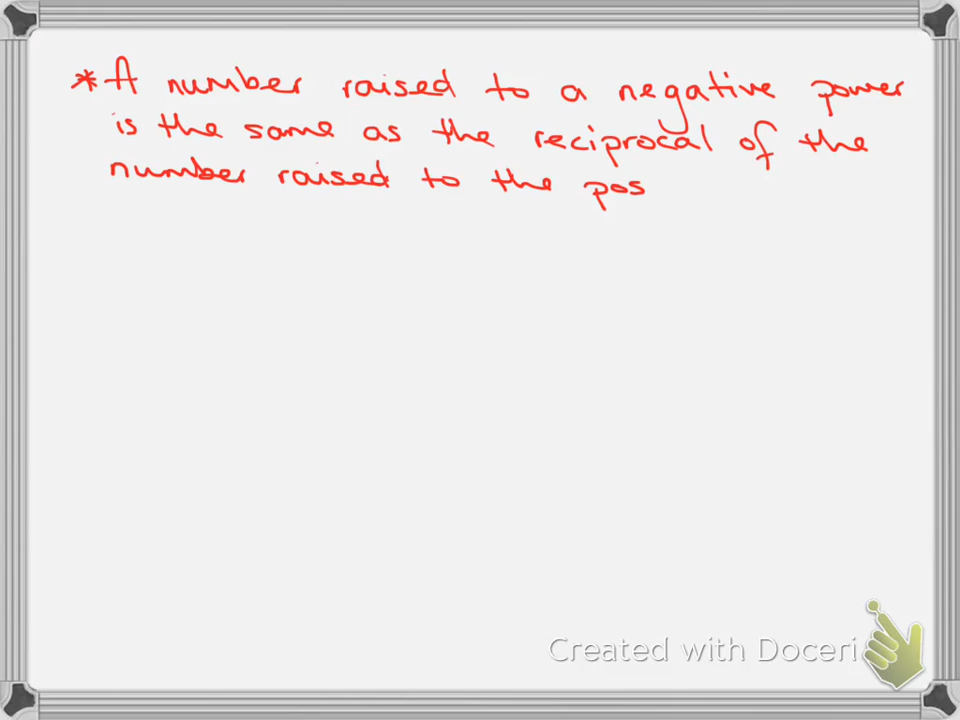 * A number raised to a negative power
is the same as the reciprocal of the
number raised to the pos
Created with Doceri